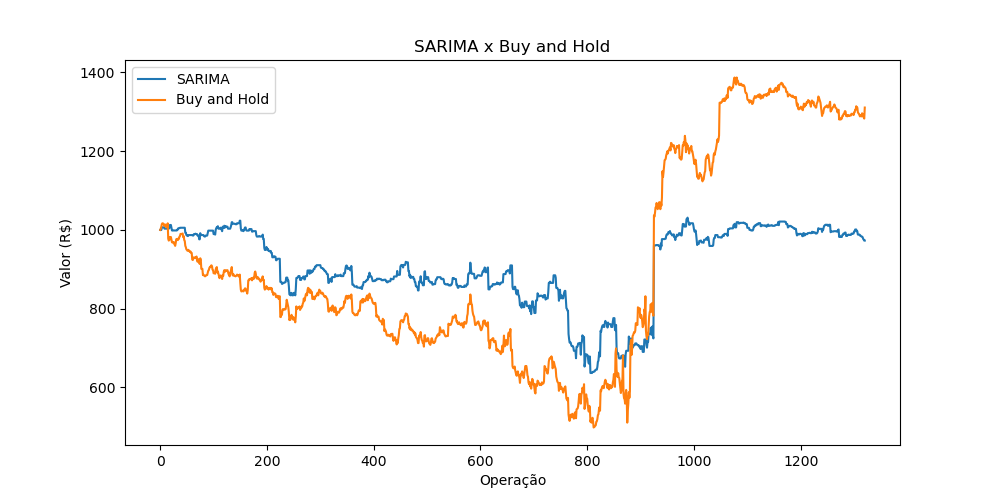 SARIMA x Buy and Hold
SARIMA
Buy and Hold
Valor (R$)
1400
1200
1000
800
600
0 200 400 600 800 1000 1200
Operação